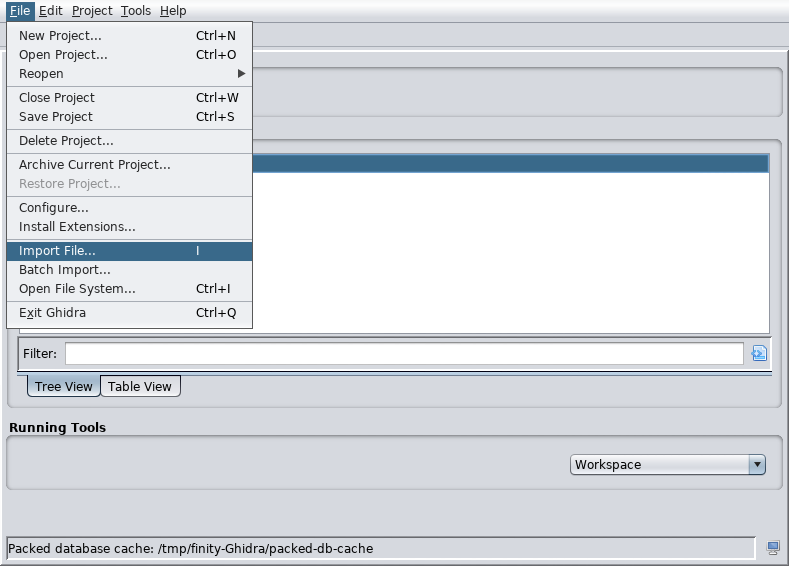 File Edit Project Tools Help
New Project... Ctrl+N
Open Project... Ctrl+O
Reopen
Close Project Ctrl+W
Save Project Ctrl+S
Delete Project...
Archive Current Project...
Restore Project...
Configure...
Install Extensions...
Import File... I
Batch Import...
Open File System... Ctrl+I
Exit Ghidra Ctrl+Q
Filter:
Tree View Table View
Running Tools
Workspace
Packed database cache: /tmp/finity-Ghidra/packed-db-cache